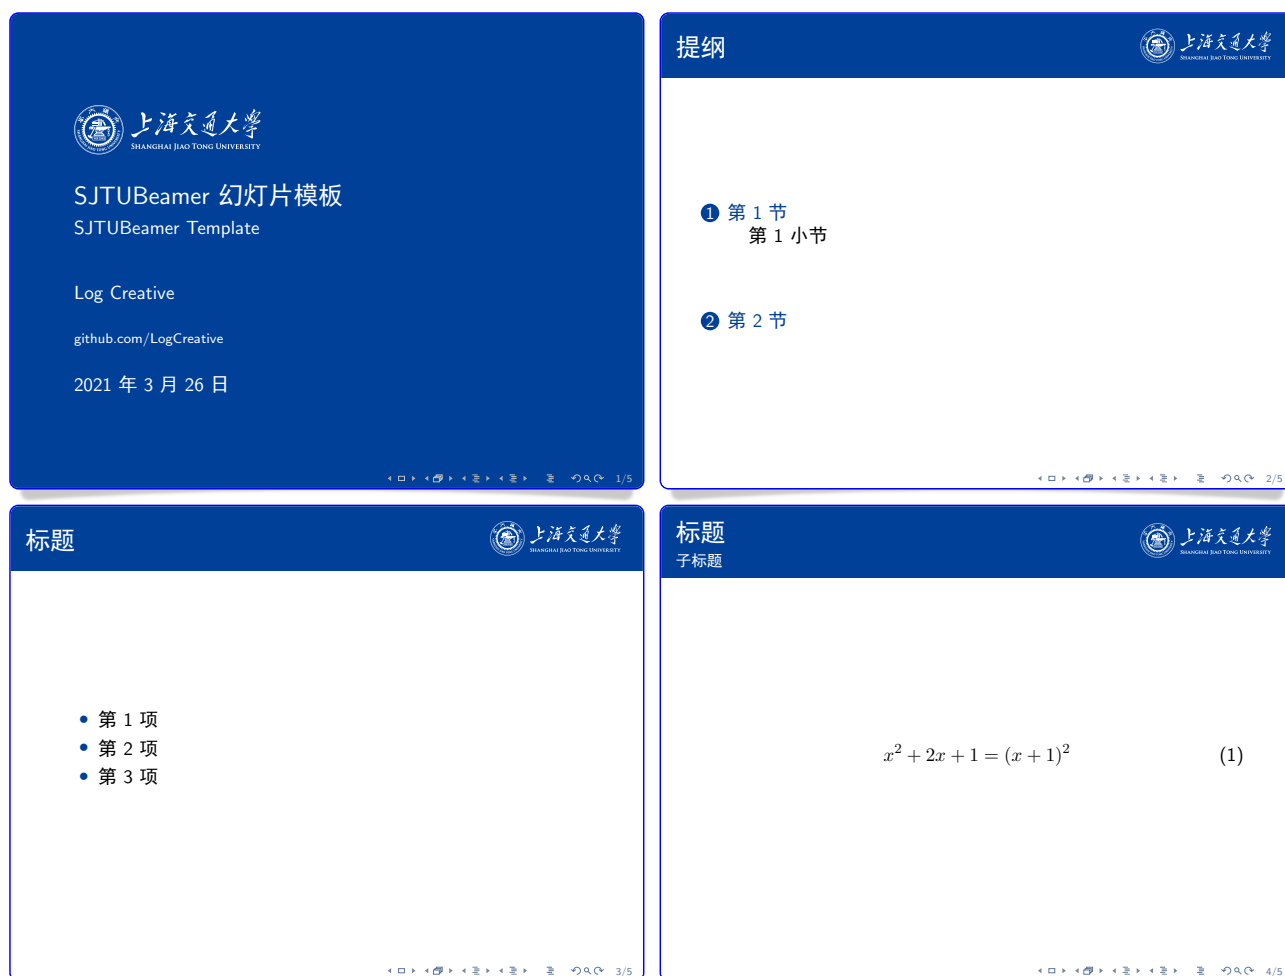 上海交通大学
SHANGHAI JIAO TONG UNIVERSITY
SJTUBeamer 幻灯片模板
SJTUBeamer Template
Log Creative
github.com/LogCreative
2021 年 3 月 26 日
1/5
提纲
上海交通大学
SHANGHAI JIAO TONG UNIVERSITY
1 第 1 节
第 1 小节
2 第 2 节
2/5
标题
上海交通大学
SHANGHAI JIAO TONG UNIVERSITY
• 第 1 项
• 第 2 项
• 第 3 项
3/5
标题
子标题
上海交通大学
SHANGHAI JIAO TONG UNIVERSITY
x² + 2x + 1 = (x + 1)² (1)
4/5